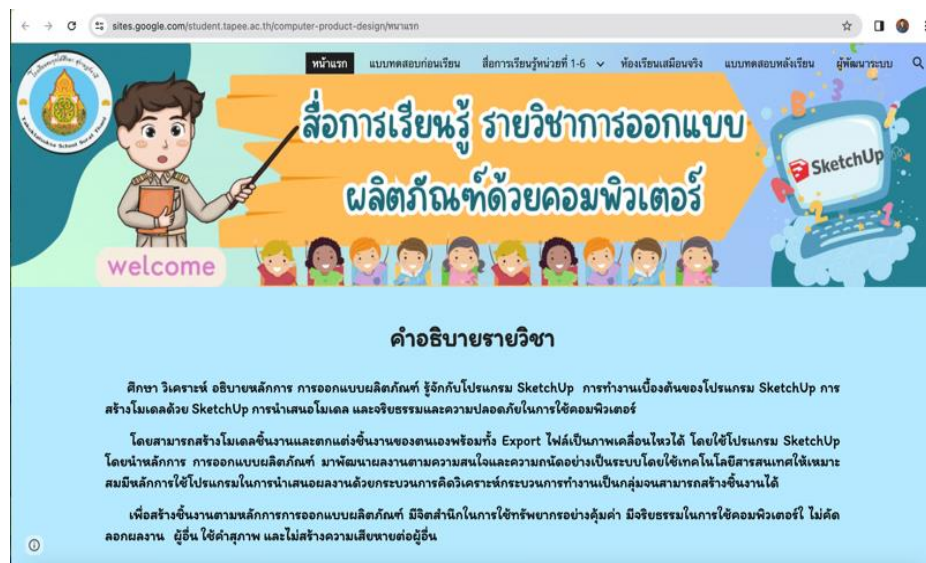 sites.google.com/student.tapee.ac.th/computer-product-design/หน้าแรก
หน้าแรก แบบทดสอบก่อนเรียน สื่อการเรียนรู้หน่วยที่ 1-6 ห้องเรียนเสมือนจริง แบบทดสอบหลังเรียน ผู้พัฒนาระบบ
สื่อการเรียนรู้ รายวิชาการออกแบบ
ผลิตภัณฑ์ด้วยคอมพิวเตอร์
SketchUp
welcome
คำอธิบายรายวิชา
ศึกษา วิเคราะห์ อธิบายหลักการ การออกแบบผลิตภัณฑ์ รู้จักกับโปรแกรม SketchUp การทำงานเบื้องต้นของโปรแกรม SketchUp การ
สร้างโมเดลด้วย SketchUp การนำเสนอโมเดล และจริยธรรมและความปลอดภัยในการใช้คอมพิวเตอร์
โดยสามารถสร้างโมเดลชิ้นงานและตกแต่งชิ้นงานของตนเองพร้อมทั้ง Export ไฟล์เป็นภาพเคลื่อนไหวได้ โดยใช้โปรแกรม SketchUp
โดยนำหลักการ การออกแบบผลิตภัณฑ์ มาพัฒนาผลงานตามความสนใจและความถนัดอย่างเป็นระบบโดยใช้เทคโนโลยีสารสนเทศให้เหมาะ
สมมีหลักการใช้โปรแกรมในการนำเสนอผลงานด้วยกระบวนการคิดวิเคราะห์กระบวนการทำงานเป็นกลุ่มจนสามารถสร้างชิ้นงานได้
เพื่อสร้างชิ้นงานตามหลักการการออกแบบผลิตภัณฑ์ มีจิตสำนึกในการใช้ทรัพยากรอย่างคุ้มค่า มีจริยธรรมในการใช้คอมพิวเตอร์ใ ไม่คัด
ลอกผลงาน ผู้อื่น ใช้คำสุภาพ และไม่สร้างความเสียหายต่อผู้อื่น